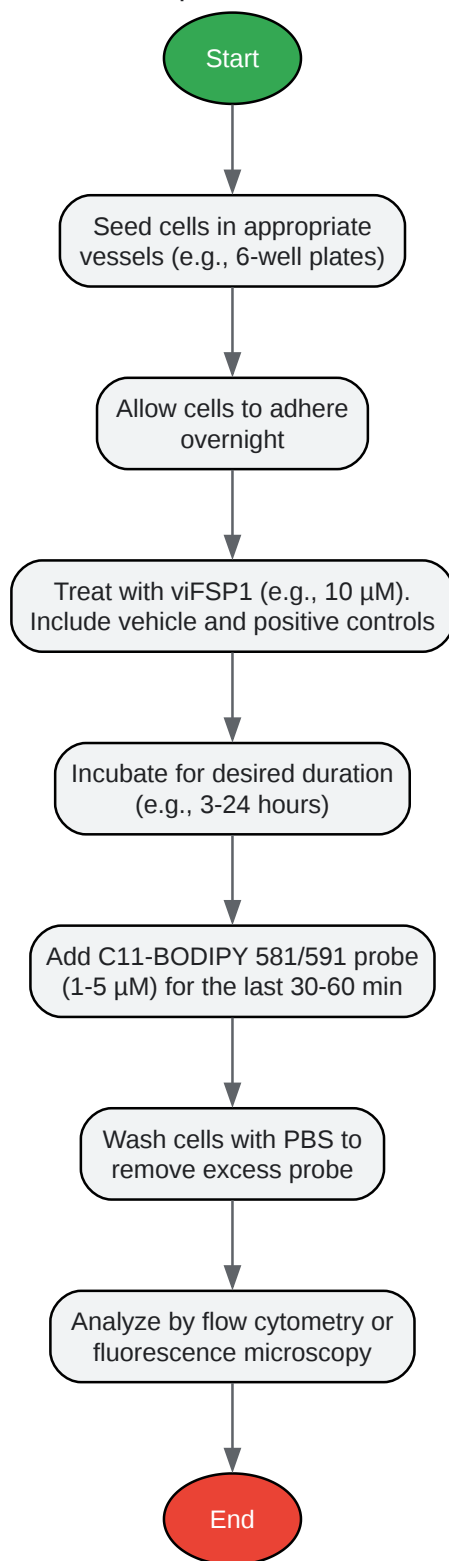 Start
Seed cells in appropriate
vessels (e.g., 6-well plates)
Allow cells to adhere
overnight
Treat with viFSP1 (e.g., 10 µM).
Include vehicle and positive controls
Incubate for desired duration
(e.g., 3-24 hours)
Add C11-BODIPY 581/591 probe
(1-5 µM) for the last 30-60 min
Wash cells with PBS to
remove excess probe
Analyze by flow cytometry or
fluorescence microscopy
End